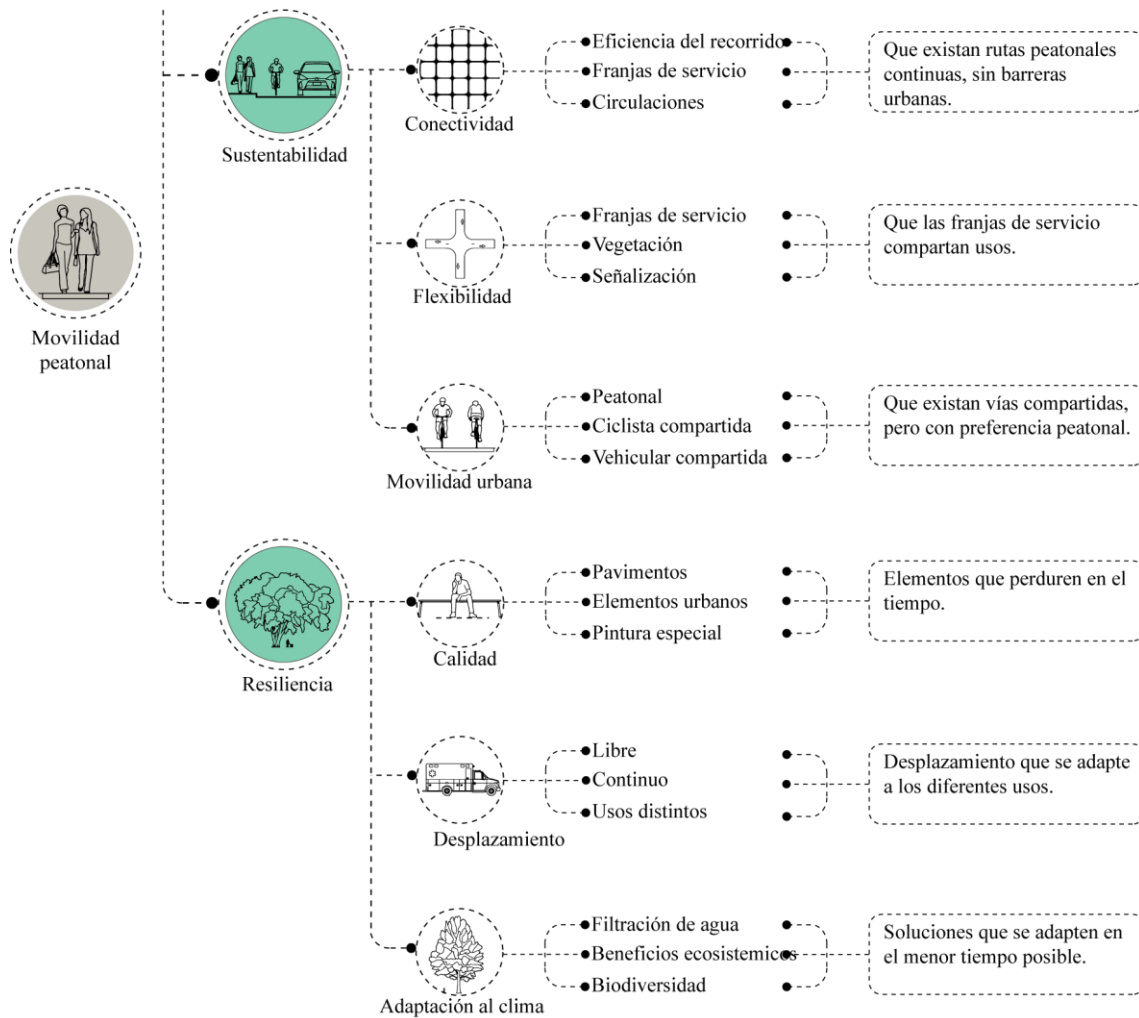 Movilidad
peatonal
Sustentabilidad
Conectividad
Eficiencia del recorrido
Franjas de servicio
Circulaciones
Que existan rutas peatonales
continuas, sin barreras
urbanas.
Flexibilidad
Franjas de servicio
Vegetación
Señalización
Que las franjas de servicio
compartan usos.
Movilidad urbana
Peatonal
Ciclista compartida
Vehicular compartida
Que existan vías compartidas,
pero con preferencia peatonal.
Resiliencia
Calidad
Pavimentos
Elementos urbanos
Pintura especial
Elementos que perduren en el
tiempo.
Desplazamiento
Libre
Continuo
Usos distintos
Desplazamiento que se adapte
a los diferentes usos.
Adaptación al clima
Filtración de agua
Beneficios ecosistemicos
Biodiversidad
Soluciones que se adapten en
el menor tiempo posible.